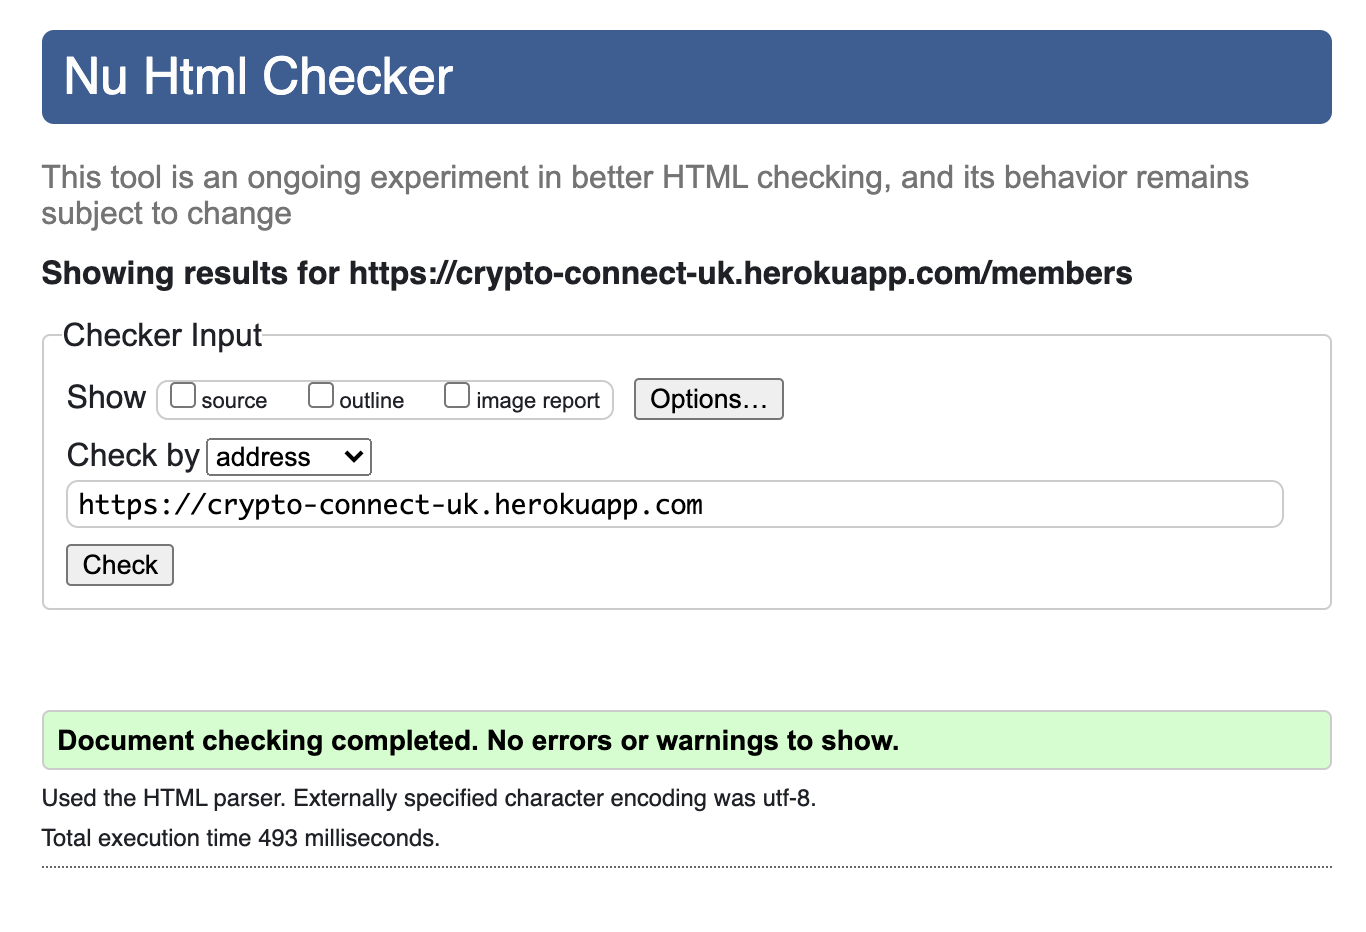 Nu Html Checker
This tool is an ongoing experiment in better HTML checking, and its behavior remains
subject to change
Showing results for https://crypto-connect-uk.herokuapp.com/members
Checker Input
Show source outline image report Options...
Check by address
https://crypto-connect-uk.herokuapp.com
Check
Document checking completed. No errors or warnings to show.
Used the HTML parser. Externally specified character encoding was utf-8.
Total execution time 493 milliseconds.